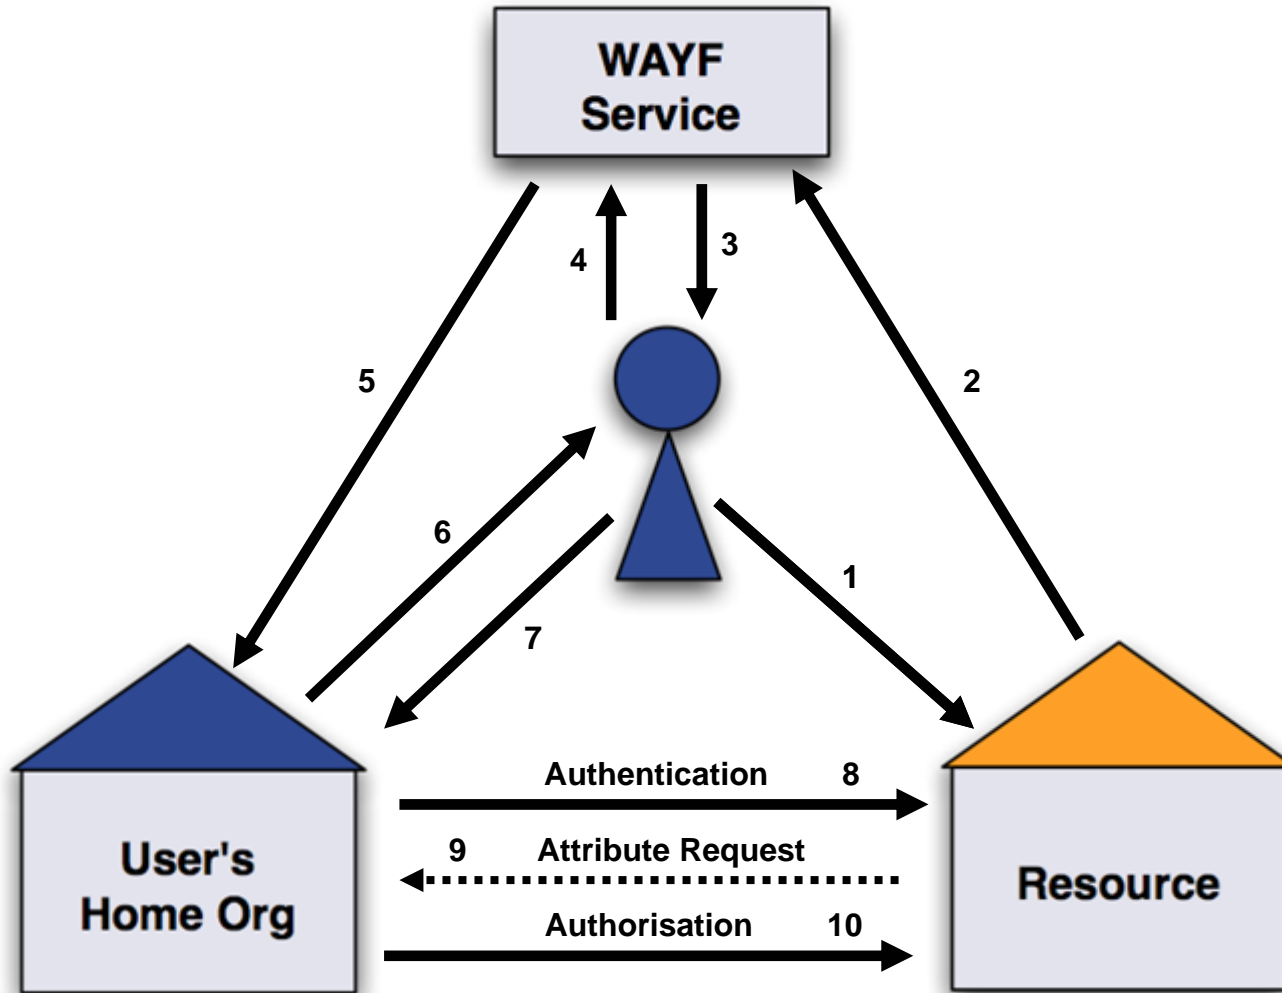 WAYF
Service
4
3
5
2
6
1
7
Authentication 8
9 Attribute Request
Authorisation 10
User's
Home Org
Resource